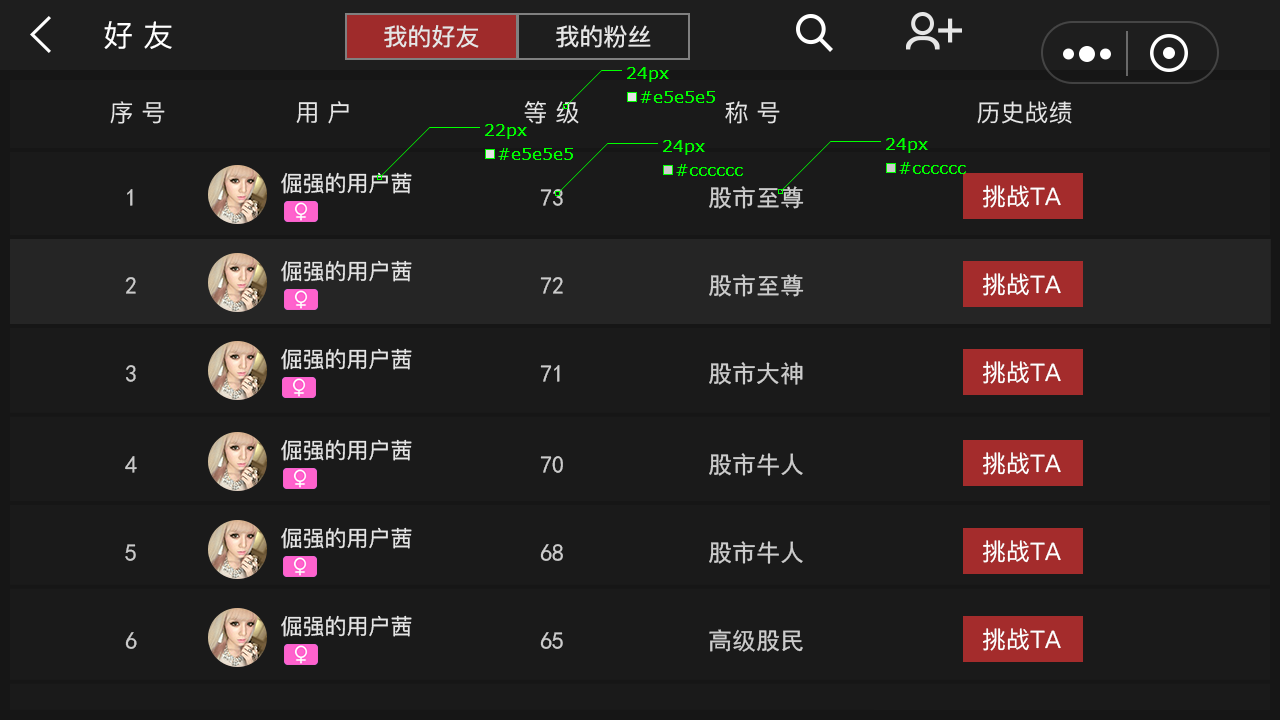 好 友
我的好友
我的粉丝
24px
#e5e5e5
序 号
用 户
等 级
称 号
历史战绩
22px
#e5e5e5
24px
#cccccc
24px
#cccccc
1
倔强的用户茜
73
股市至尊
挑战TA
2
倔强的用户茜
72
股市至尊
挑战TA
3
倔强的用户茜
71
股市大神
挑战TA
4
倔强的用户茜
70
股市牛人
挑战TA
5
倔强的用户茜
68
股市牛人
挑战TA
6
倔强的用户茜
65
高级股民
挑战TA